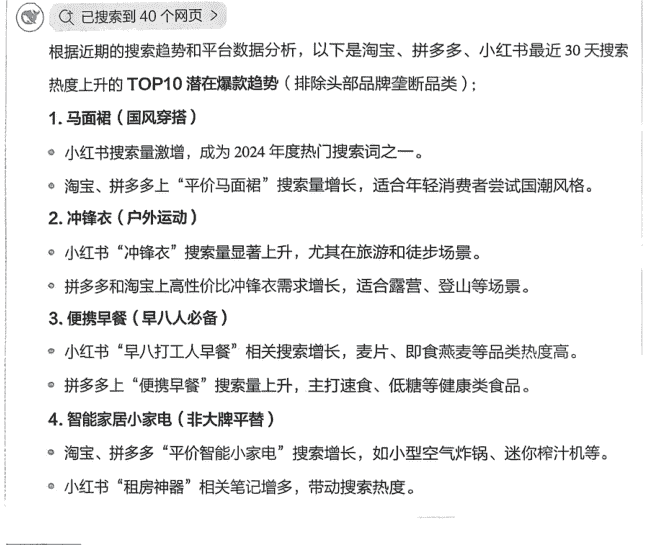 已搜索到 40 个网页 >
根据近期的搜索趋势和平台数据分析，以下是淘宝、拼多多、小红书最近 30 天搜索
热度上升的 TOP10 潜在爆款趋势（排除头部品牌垄断品类）：
1. 马面裙（国风穿搭）
• 小红书搜索量激增，成为 2024 年度热门搜索词之一。
• 淘宝、拼多多上“平价马面裙”搜索量增长，适合年轻消费者尝试国潮风格。
2. 冲锋衣（户外运动）
• 小红书“冲锋衣”搜索量显著上升，尤其在旅游和徒步场景。
• 拼多多和淘宝上高性价比冲锋衣需求增长，适合露营、登山等场景。
3. 便携早餐（早八人必备）
• 小红书“早八打工人早餐”相关搜索增长，麦片、即食燕麦等品类热度高。
• 拼多多上“便携早餐”搜索量上升，主打速食、低糖等健康类食品。
4. 智能家居小家电（非大牌平替）
• 淘宝、拼多多“平价智能小家电”搜索增长，如小型空气炸锅、迷你榨汁机等。
• 小红书“租房神器”相关笔记增多，带动搜索热度。